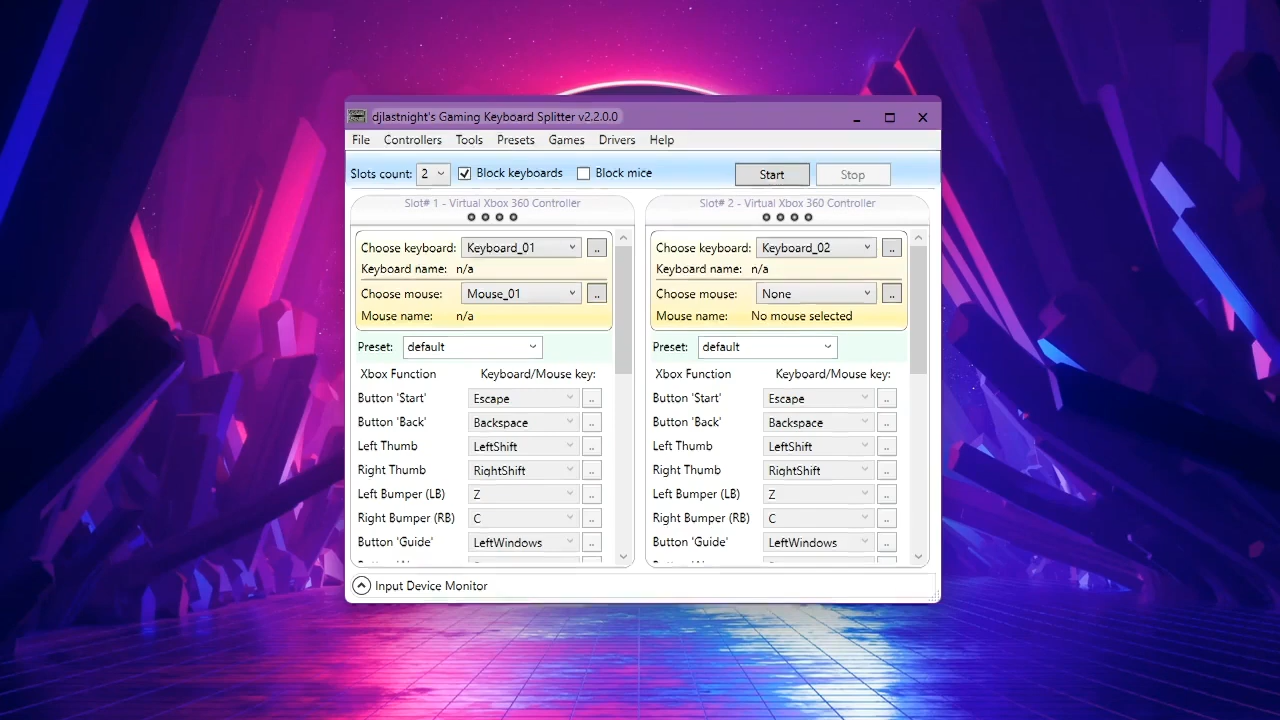 djlastnight's Gaming Keyboard Splitter v2.2.0.0
File Controllers Tools Presets Games Drivers Help
Slots count: 2 Block keyboards Block mice Start Stop
Slot# 1 - Virtual Xbox 360 Controller
Choose keyboard: Keyboard_01 ..
Keyboard name: n/a
Choose mouse: Mouse_01 ..
Mouse name: n/a
Preset: default
Xbox Function Keyboard/Mouse key:
Button 'Start' Escape ..
Button 'Back' Backspace ..
Left Thumb LeftShift ..
Right Thumb RightShift ..
Left Bumper (LB) Z ..
Right Bumper (RB) C ..
Button 'Guide' LeftWindows ..
Slot# 2 - Virtual Xbox 360 Controller
Choose keyboard: Keyboard_02 ..
Keyboard name: n/a
Choose mouse: None ..
Mouse name: No mouse selected
Preset: default
Xbox Function Keyboard/Mouse key:
Button 'Start' Escape ..
Button 'Back' Backspace ..
Left Thumb LeftShift ..
Right Thumb RightShift ..
Left Bumper (LB) Z ..
Right Bumper (RB) C ..
Button 'Guide' LeftWindows ..
Input Device Monitor